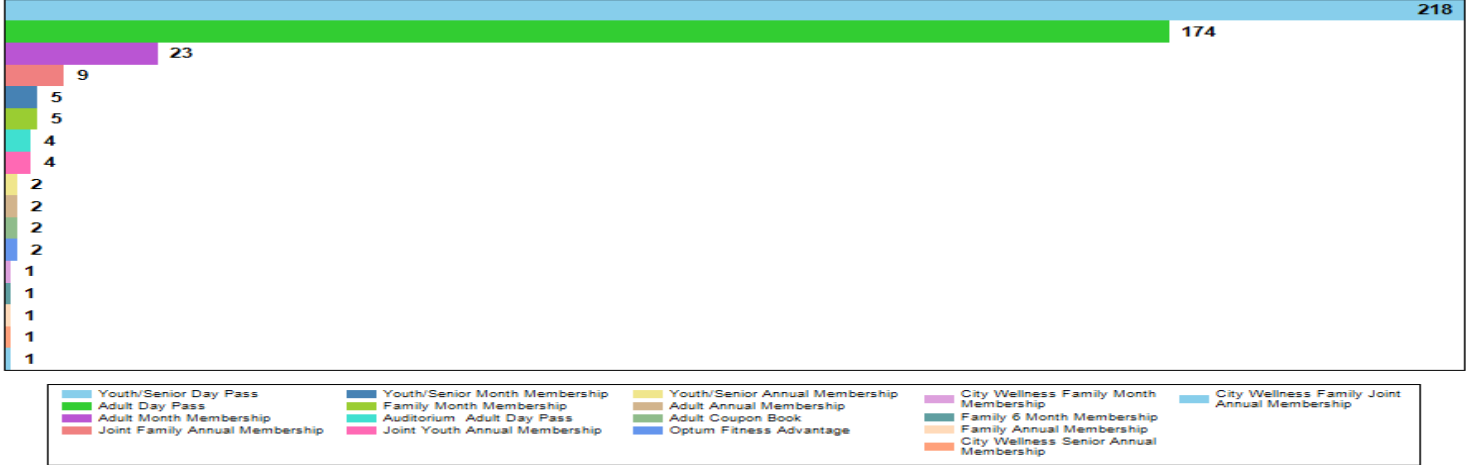 218
174
23
9
5
5
4
4
2
2
2
2
1
1
1
1
1
Youth/Senior Day Pass
Adult Day Pass
Adult Month Membership
Joint Family Annual Membership
Youth/Senior Month Membership
Family Month Membership
Auditorium Adult Day Pass
Joint Youth Annual Membership
Youth/Senior Annual Membership
Adult Annual Membership
Adult Coupon Book
Optum Fitness Advantage
City Wellness Family Month
Membership
Family 6 Month Membership
Family Annual Membership
City Wellness Senior Annual
Membership
City Wellness Family Joint
Annual Membership